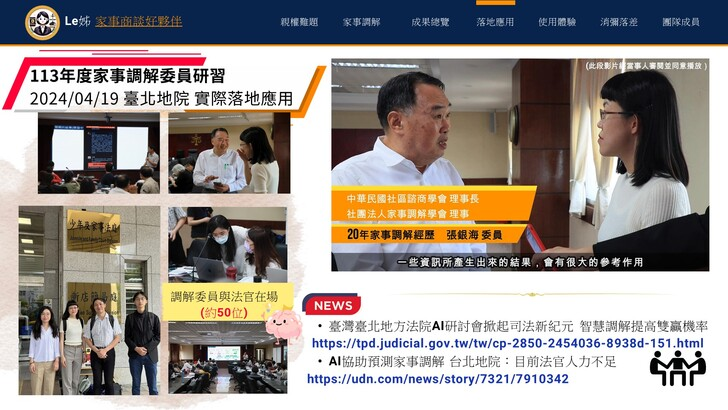 Le姊 家事商談好夥伴
親權難題 家事調解 成果總覽 落地應用 使用體驗 消彌落差 團隊成員
113年度家事調解委員研習
2024/04/19 臺北地院 實際落地應用
(此段影片經當事人審閱並同意播放)
中華民國社區諮商學會 理事長
社團法人家事調解學會 理事
20年家事調解經歷 張銀海 委員
一些資訊所產生出來的結果，會有很大的參考作用
少年及家事法庭
調解委員與法官在場
(約50位)
NEWS
• 臺灣臺北地方法院AI研討會掀起司法新紀元 智慧調解提高雙贏機率
https://tpd.judicial.gov.tw/tw/cp-2850-2454036-8938d-151.html
• AI協助預測家事調解 台北地院：目前法官人力不足
https://udn.com/news/story/7321/7910342